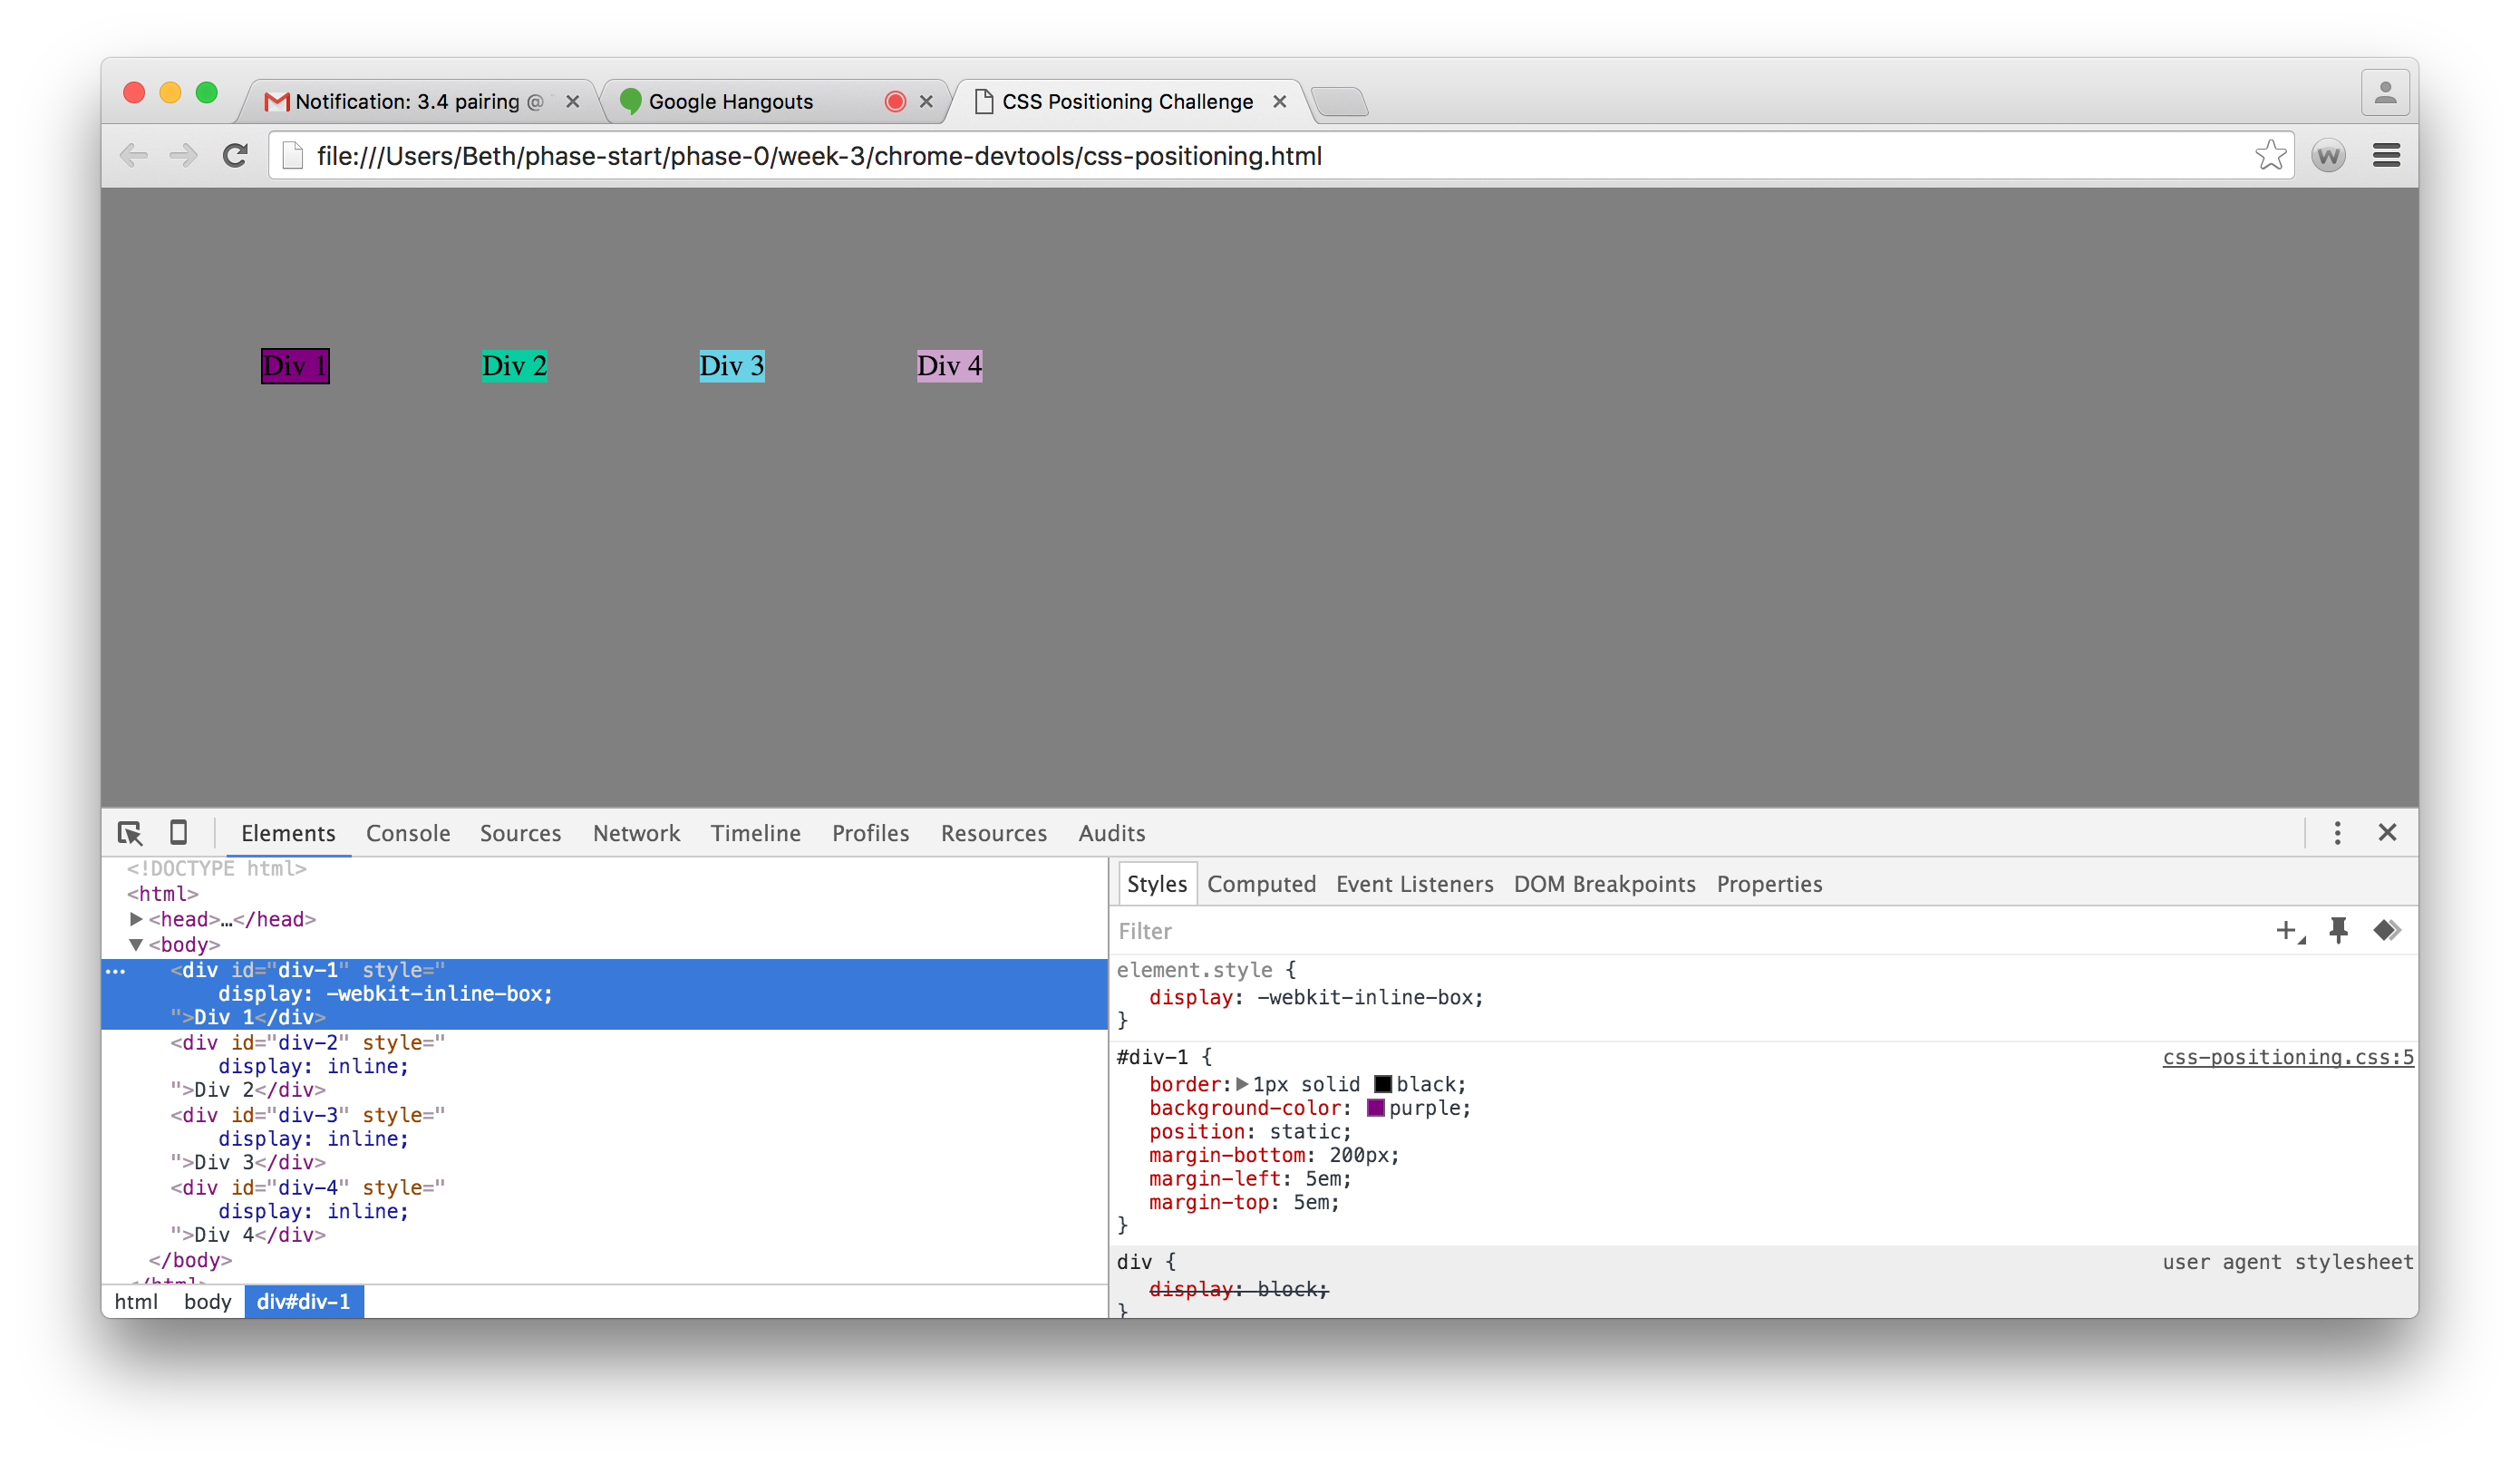 Notification: 3.4 pairing @
Google Hangouts
CSS Positioning Challenge
file:///Users/Beth/phase-start/phase-0/week-3/chrome-devtools/css-positioning.html
W
Div 1 Div 2 Div 3 Div 4
Elements Console Sources Network Timeline Profiles Resources Audits
<!DOCTYPE html>
<html>
<head>…</head>
<body>
<div id="div-1" style="
display: -webkit-inline-box;
">Div 1</div>
<div id="div-2" style="
display: inline;
">Div 2</div>
<div id="div-3" style="
display: inline;
">Div 3</div>
<div id="div-4" style="
display: inline;
">Div 4</div>
</body>
</html>
html body div#div-1
Styles Computed Event Listeners DOM Breakpoints Properties
Filter
element.style {
display: -webkit-inline-box;
}
#div-1 { css-positioning.css:5
border: 1px solid black;
background-color: purple;
position: static;
margin-bottom: 200px;
margin-left: 5em;
margin-top: 5em;
}
div { user agent stylesheet
display: block;
}